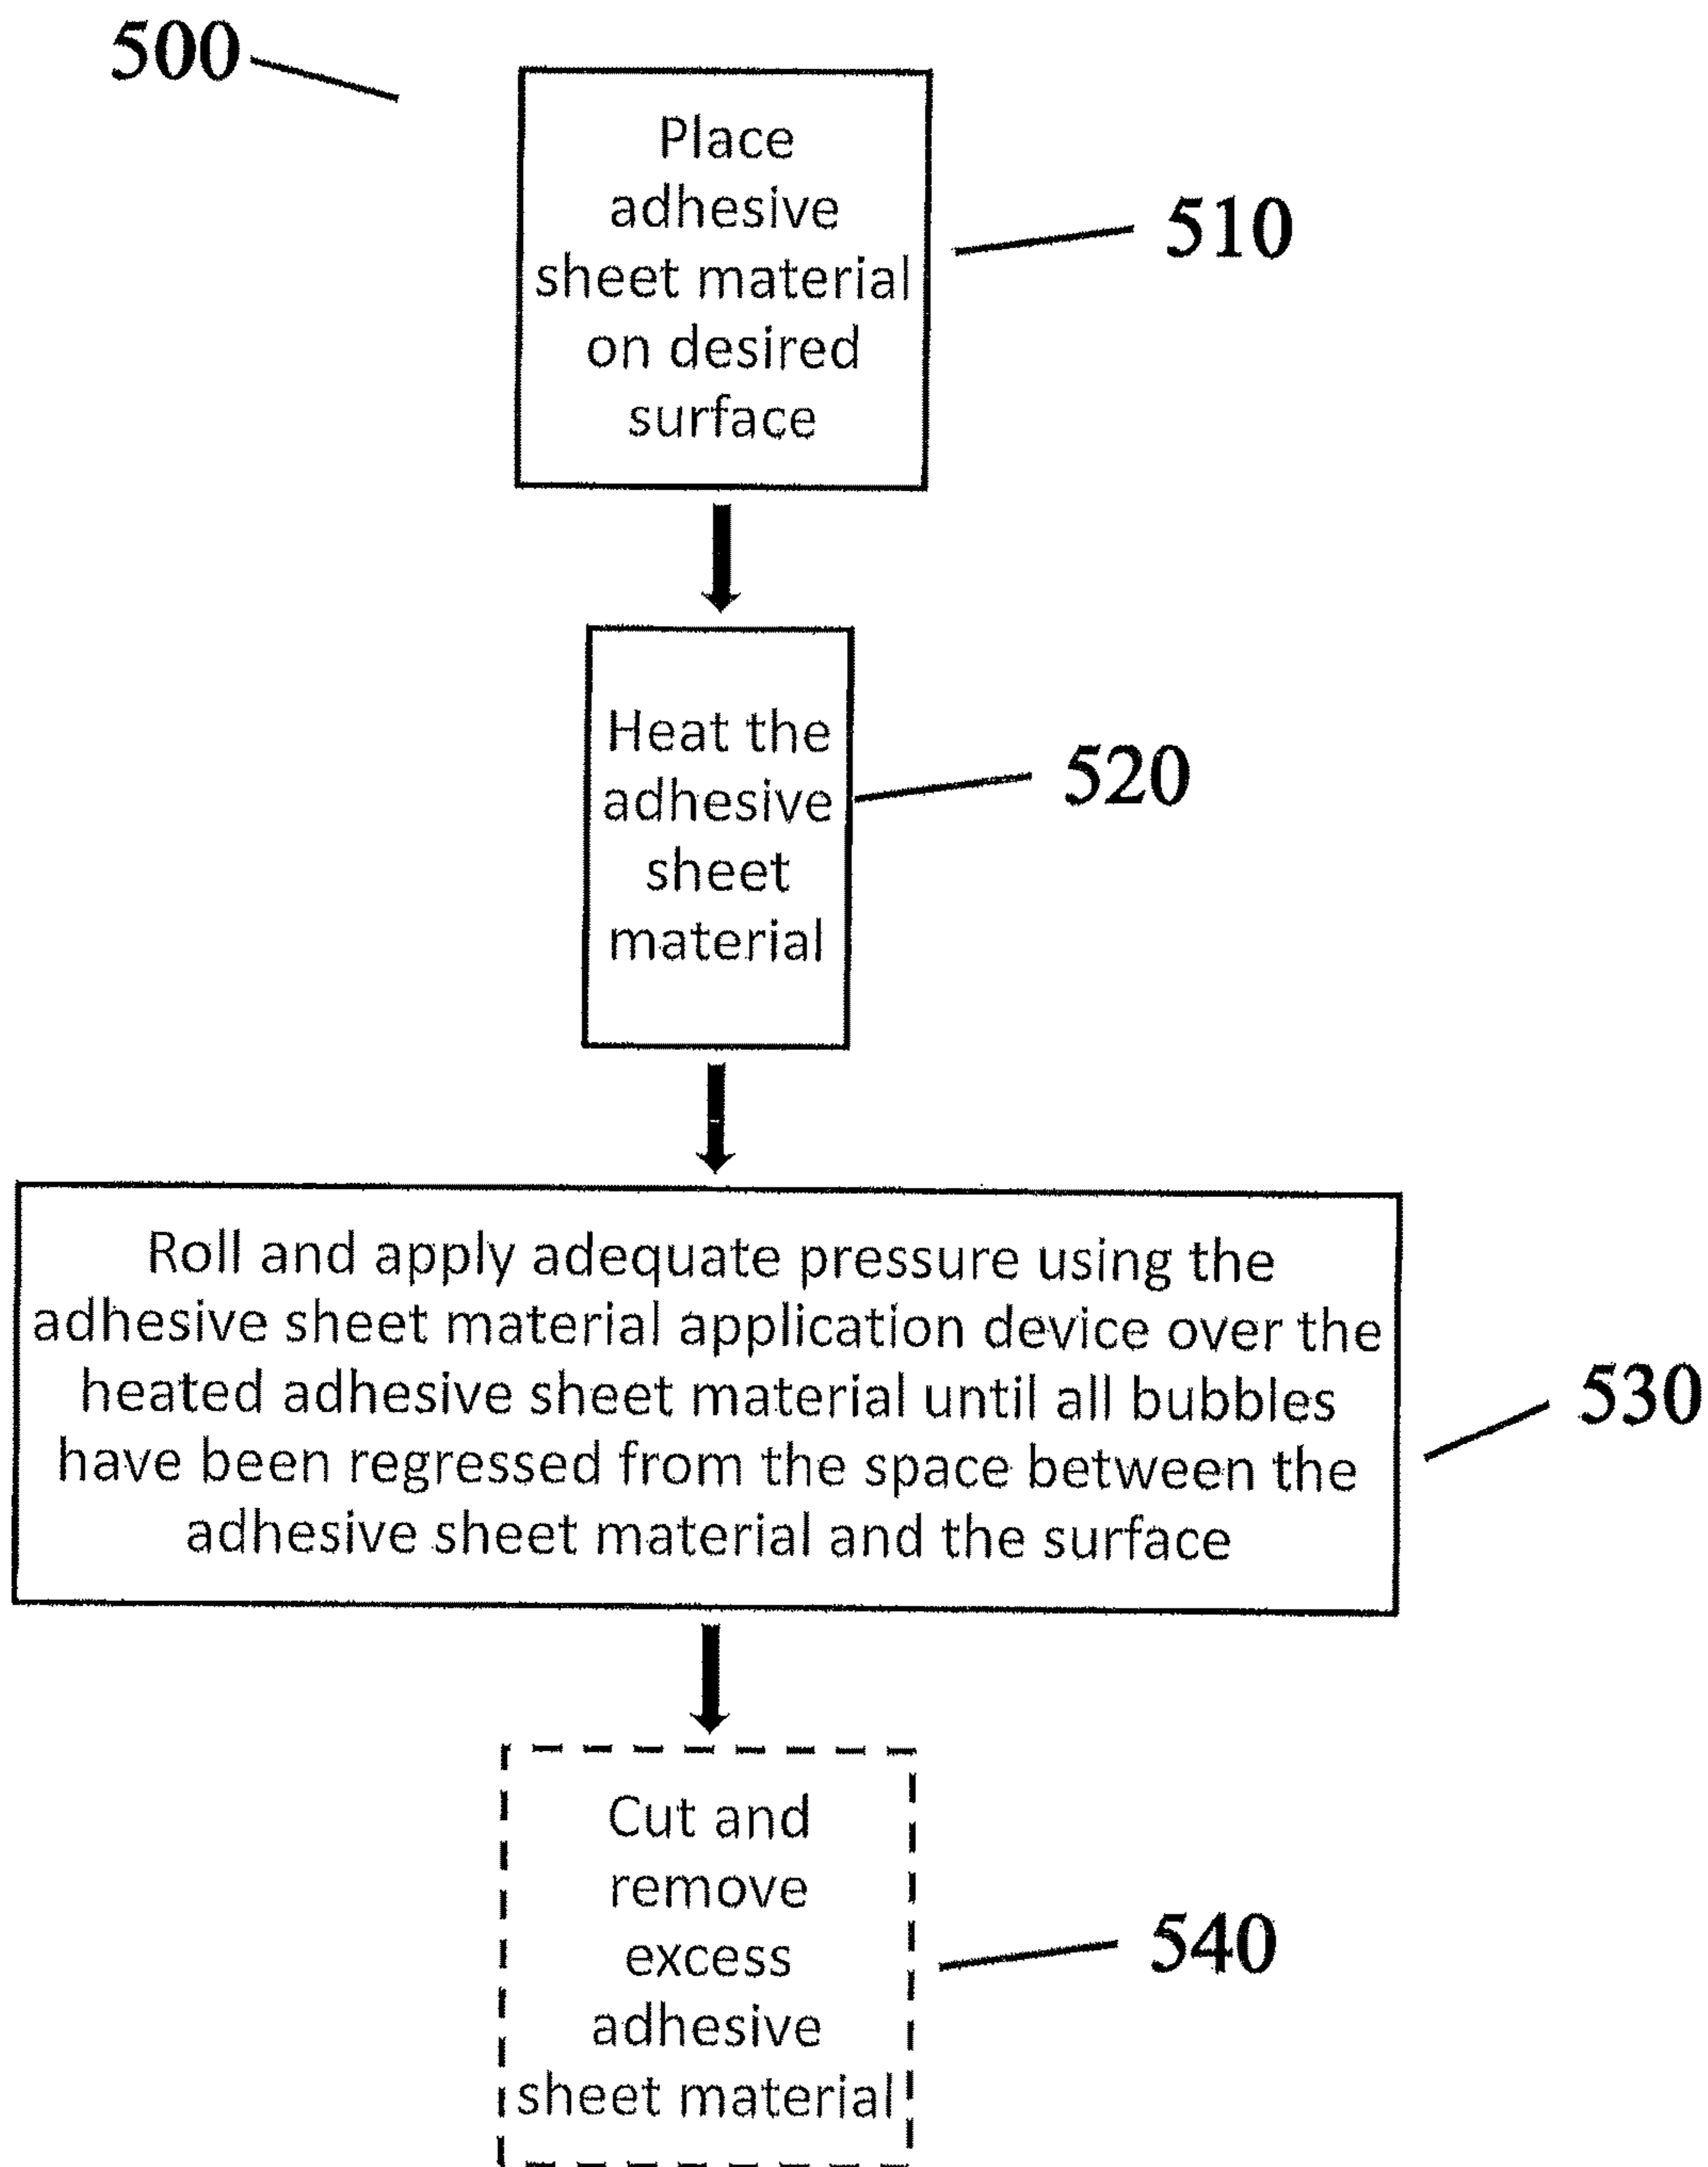 500
Place
adhesive
sheet material
on desired
surface
510
Heat the
adhesive
sheet
material
520
Roll and apply adequate pressure using the
adhesive sheet material application device over the
heated adhesive sheet material until all bubbles
have been regressed from the space between the
adhesive sheet material and the surface
530
Cut and
remove
excess
adhesive
sheet material
540